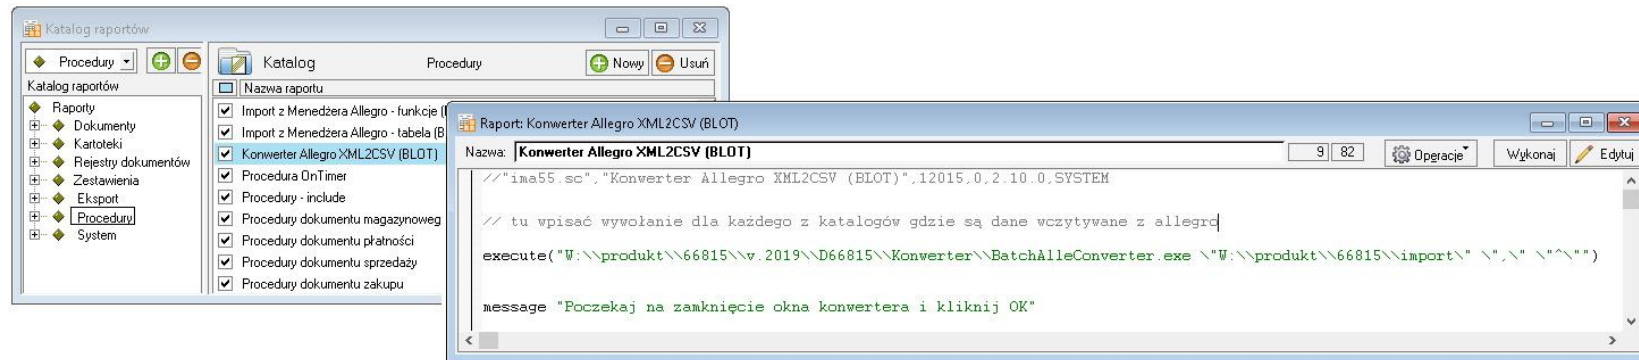 Katalog raportów
Procedury
Katalog raportów
Raporty
Dokumenty
Kartoteki
Rejestry dokumentów
Zestawienia
Eksport
Procedury
System
Katalog Procedury Nowy Usuń
Nazwa raportu
Import z Menedżera Allegro - funkcje (
Import z Menedżera Allegro - tabela (B
Konwerter Allegro XML2CSV (BLOT)
Procedura OnTimer
Procedury - include
Procedury dokumentu magazynoweg
Procedury dokumentu płatności
Procedury dokumentu sprzedaży
Procedury dokumentu zakupu
Raport: Konwerter Allegro XML2CSV (BLOT)
Nazwa: Konwerter Allegro XML2CSV (BLOT) 9 82 Operacje Wykonaj Edytuj
//"ima55.sc","Konwerter Allegro XML2CSV (BLOT)",12015,0,2.10.0,SYSTEM
// tu wpisać wywołanie dla każdego z katalogów gdzie są dane wczytywane z allegro
execute("W:\\produkt\\66815\\v.2019\\D66815\\Konwerter\\BatchAlleConverter.exe \"W:\\produkt\\66815\\import\" \",\" \"^\"")
message "Poczekaj na zamknięcie okna konwertera i kliknij OK"